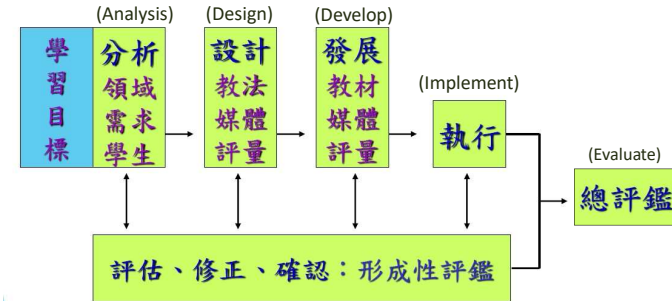 (Analysis)
(Design)
(Develop)
(Implement)
(Evaluate)
學習目標
分析
領域
需求
學生
設計
教法
媒體
評量
發展
教材
媒體
評量
執行
總評鑑
評估、修正、確認：形成性評鑑